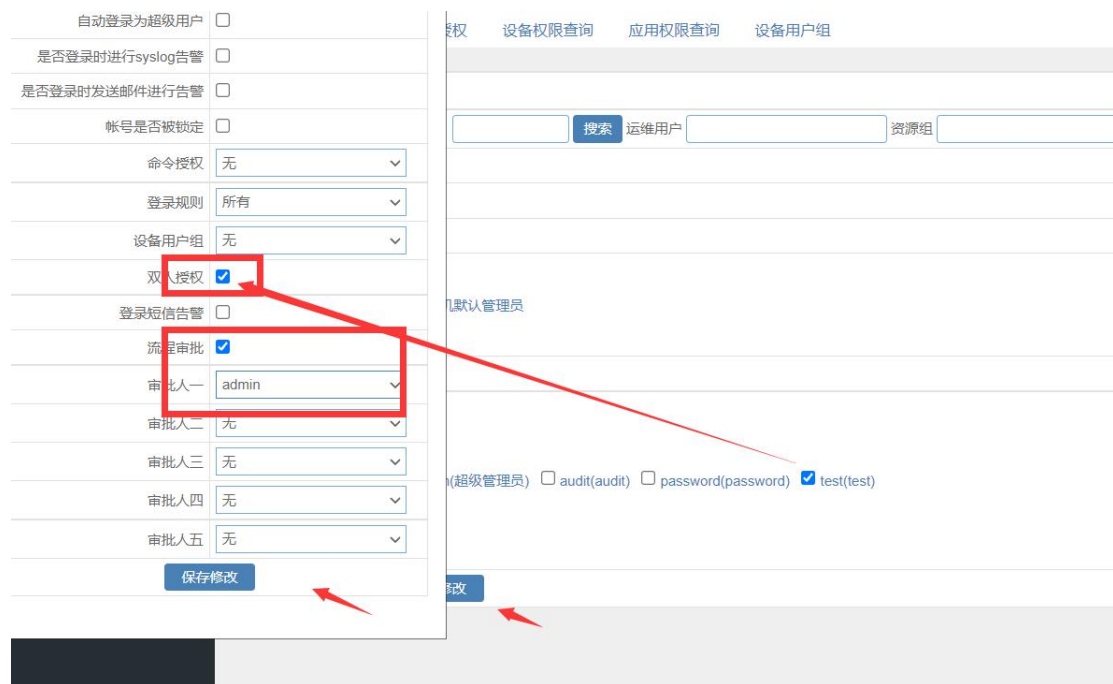 自动登录为超级用户
是否登录时进行syslog告警
是否登录时发送邮件进行告警
帐号是否被锁定
命令授权 无
登录规则 所有
设备用户组 无
双人授权
登录短信告警
流程审批
审批人一 admin
审批人二 无
审批人三 无
审批人四 无
审批人五 无
保存修改
权 设备权限查询 应用权限查询 设备用户组
搜索 运维用户 资源组
默认管理员
(超级管理员) audit(audit) password(password) test(test)
改